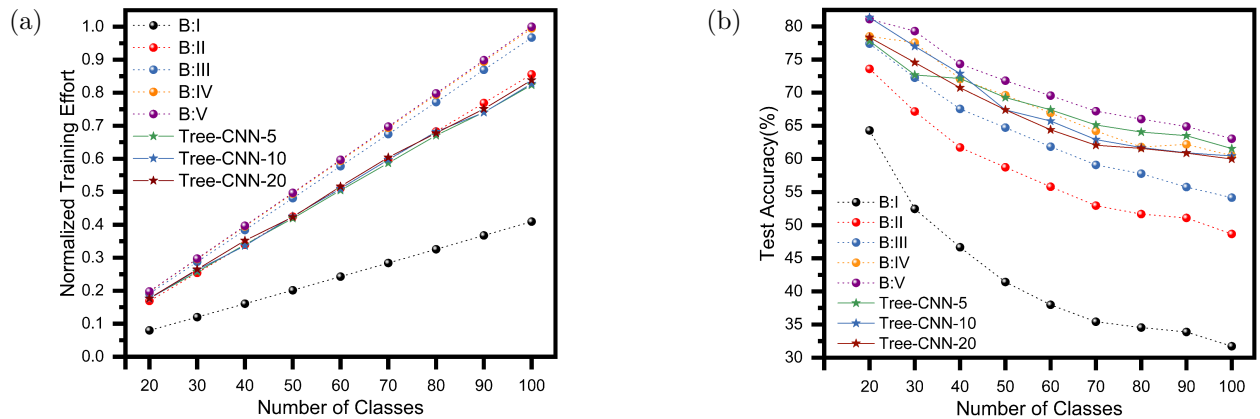 (a)
Normalized Training Effort
1.0
0.9
0.8
0.7
0.6
0.5
0.4
0.3
0.2
0.1
0.0
B:I
B:II
B:III
B:IV
B:V
Tree-CNN-5
Tree-CNN-10
Tree-CNN-20
20 30 40 50 60 70 80 90 100
Number of Classes
(b)
Test Accuracy(%)
80
75
70
65
60
55
50
45
40
35
30
B:I
B:II
B:III
B:IV
B:V
Tree-CNN-5
Tree-CNN-10
Tree-CNN-20
20 30 40 50 60 70 80 90 100
Number of Classes